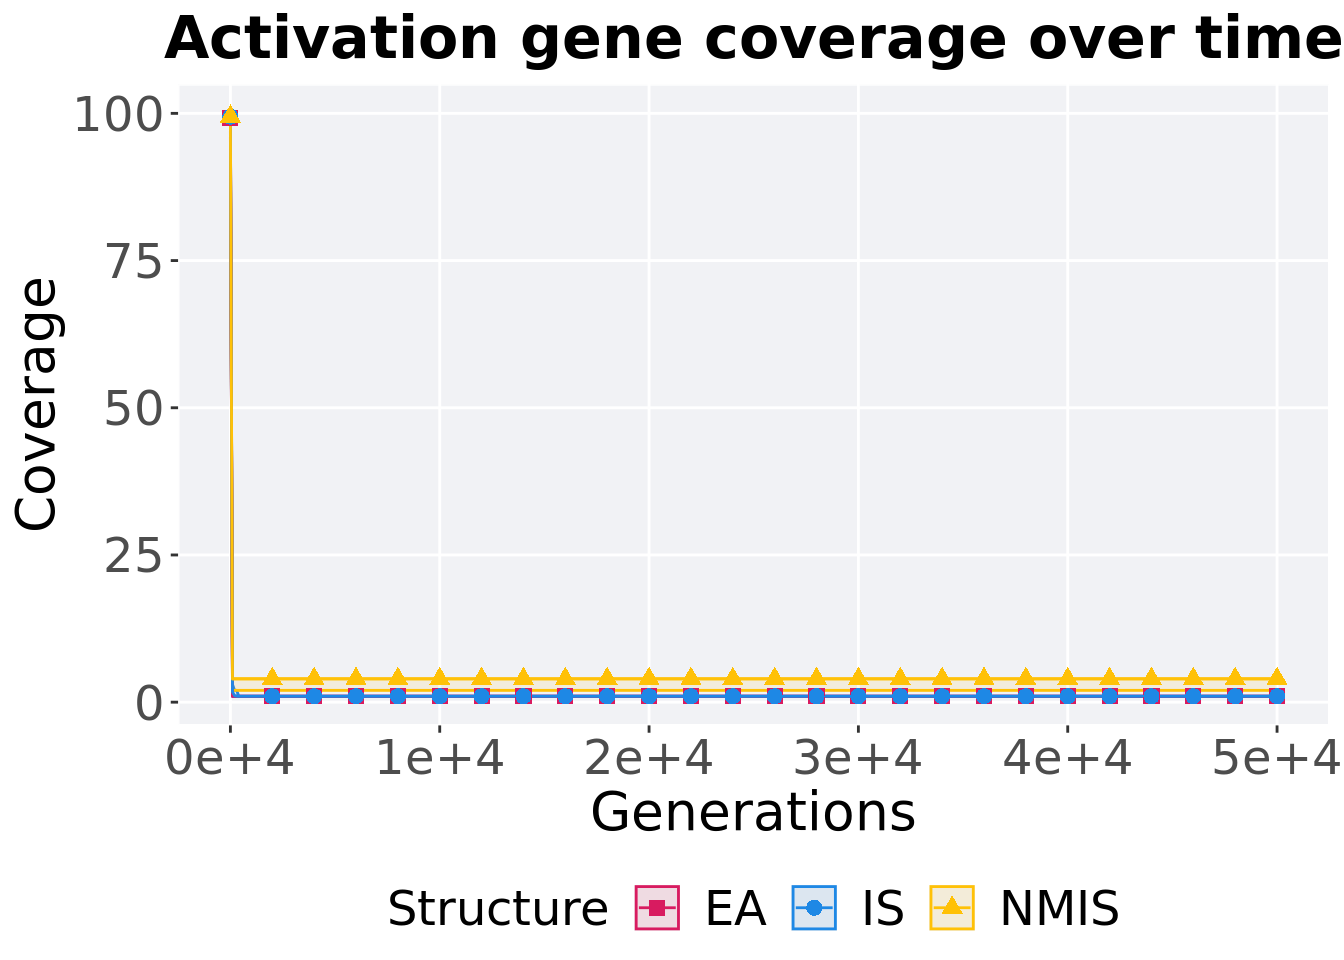 Activation gene coverage over time
100
75
50
25
0
Coverage
0e+4 1e+4 2e+4 3e+4 4e+4 5e+4
Generations
Structure EA IS NMIS